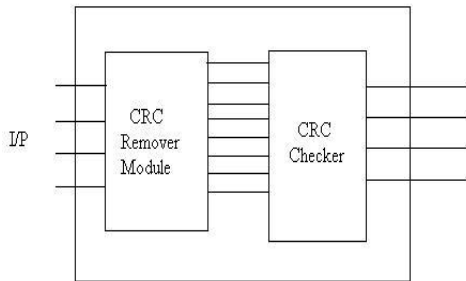 I/P
CRC
Remover
Module
CRC
Checker